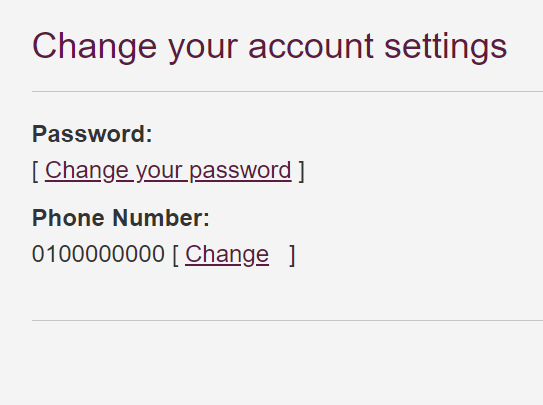 Change your account settings
Password:
[ Change your password ]
Phone Number:
0100000000 [ Change ]